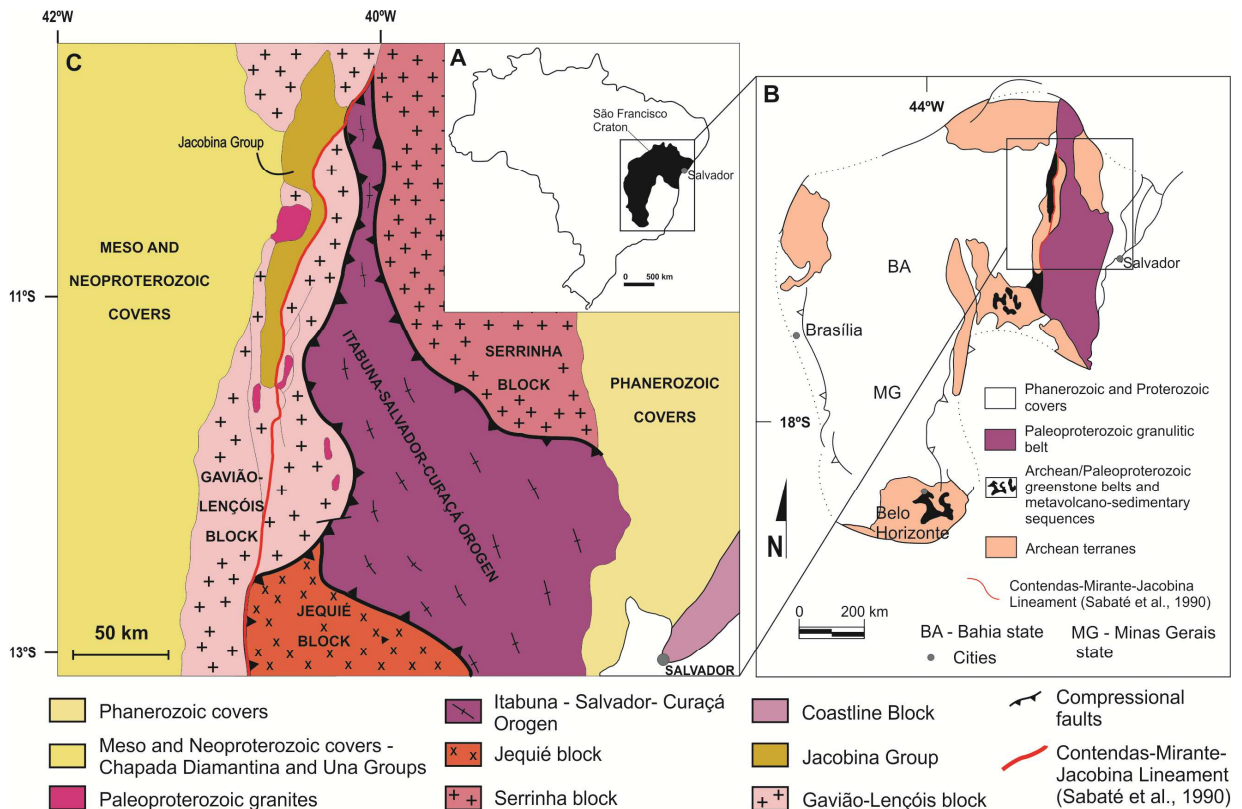 42ºW
40ºW
C
Jacobina Group
MESO AND
NEOPROTEROZOIC
COVERS
11ºS
GAVIÃO-
LENÇÓIS
BLOCK
50 km
13ºS
ITABUNA-SALVADOR-CURAÇÁ OROGEN
SERRINHA
BLOCK
PHANEROZOIC
COVERS
JEQUIÉ
BLOCK
SALVADOR
A
São Francisco
Craton
Salvador
0 500 km
B
44ºW
BA
Salvador
Brasília
MG
18ºS
Belo
Horizonte
N
Phanerozoic and Proterozoic
covers
Paleoproterozoic granulitic
belt
Archean/Paleoproterozoic
greenstone belts and
metavolcano-sedimentary
sequences
Archean terranes
Contendas-Mirante-Jacobina
Lineament (Sabaté et al., 1990)
0 200 km
BA - Bahia state
MG - Minas Gerais
state
Cities
Phanerozoic covers
Meso and Neoproterozoic covers -
Chapada Diamantina and Una Groups
Paleoproterozoic granites
Itabuna - Salvador- Curaçá
Orogen
Jequié block
Serrinha block
Coastline Block
Jacobina Group
Gavião-Lençóis block
Compressional
faults
Contendas-Mirante-
Jacobina Lineament
(Sabaté et al., 1990)